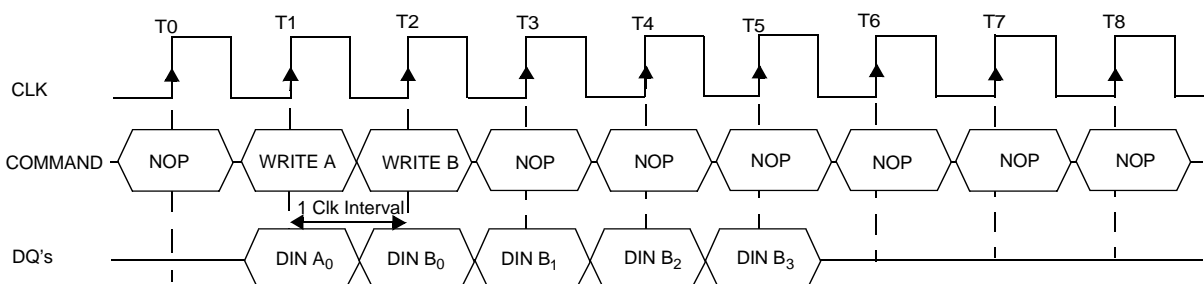 T0 T1 T2 T3 T4 T5 T6 T7 T8
CLK
COMMAND NOP WRITE A WRITE B NOP NOP NOP NOP NOP NOP
1 Clk Interval
DQ's DIN A0 DIN B0 DIN B1 DIN B2 DIN B3